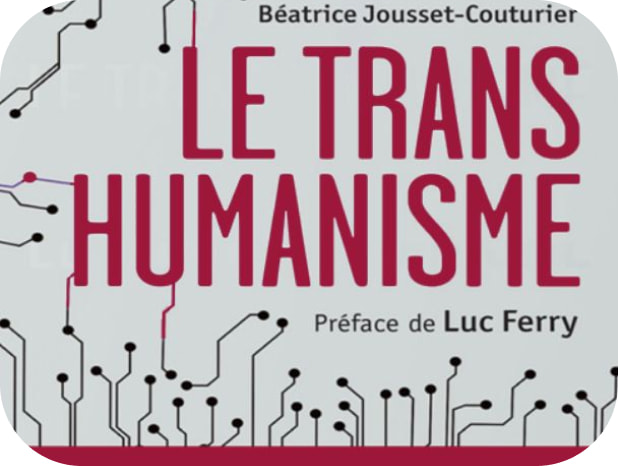 Béatrice Jousset-Couturier
LE TRANS
HUMANISME
Préface de Luc Ferry